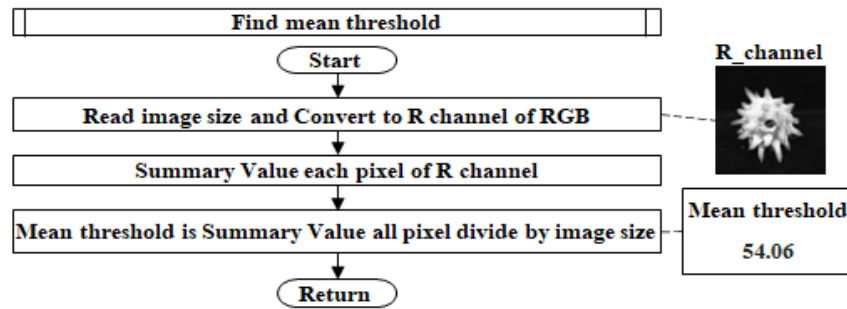 Find mean threshold
Start
R_channel
Read image size and Convert to R channel of RGB
Summary Value each pixel of R channel
Mean threshold is Summary Value all pixel divide by image size
Mean threshold
54.06
Return